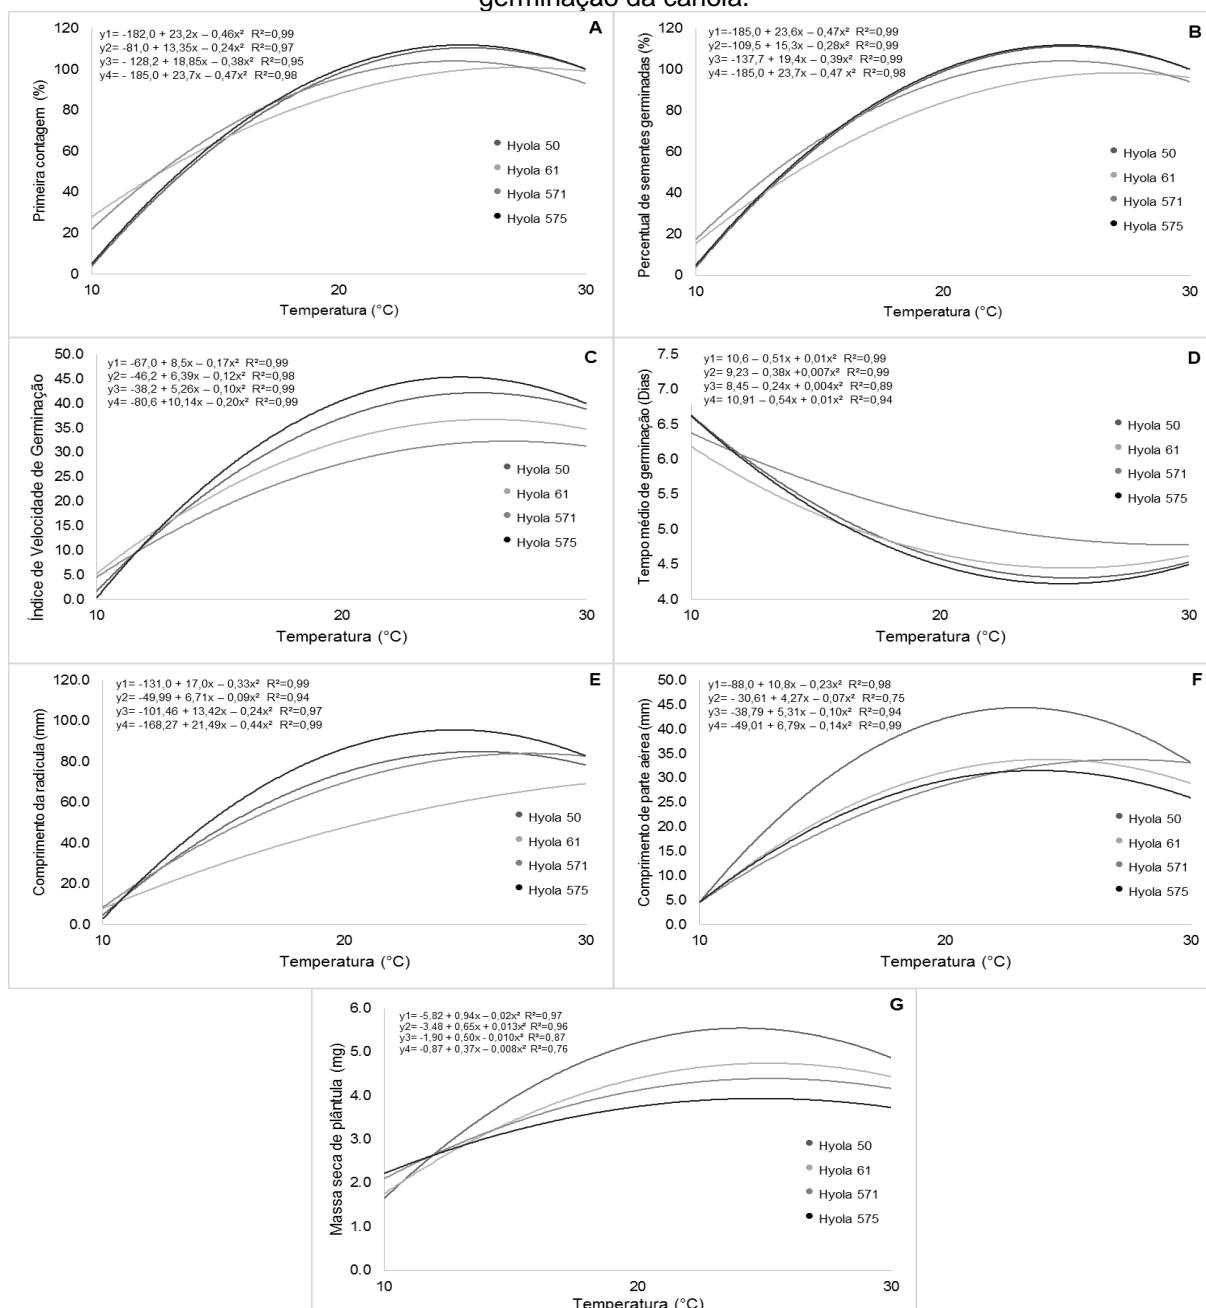 germinação da canola.
A
y1= -182,0 + 23,2x – 0,46x² R²=0,99
y2= -81,0 + 13,35x – 0,24x² R²=0,97
y3= - 128,2 + 18,85x – 0,38x² R²=0,95
y4= - 185,0 + 23,7x – 0,47x² R²=0,98
Primeira contagem (%)
120
100
80
60
40
20
0
10
20
30
Temperatura (°C)
Hyola 50
Hyola 61
Hyola 571
Hyola 575
B
y1=-185,0 + 23,6x – 0,47x² R²=0,99
y2=-109,5 + 15,3x – 0,28x² R²=0,99
y3=-137,7 + 19,4x – 0,39x² R²=0,99
y4=-185,0 + 23,7x – 0,47 x² R²=0,98
Percentual de sementes germinadas (%)
120
100
80
60
40
20
0
10
20
30
Temperatura (°C)
Hyola 50
Hyola 61
Hyola 571
Hyola 575
C
y1= -67,0 + 8,5x – 0,17x² R²=0,99
y2= -46,2 + 6,39x – 0,12x² R²=0,98
y3= -38,2 + 5,26x – 0,10x² R²=0,99
y4= -80,6 +10,14x – 0,20x² R²=0,99
Índice de Velocidade de Germinação
50.0
45.0
40.0
35.0
30.0
25.0
20.0
15.0
10.0
5.0
0.0
10
20
30
Temperatura (°C)
Hyola 50
Hyola 61
Hyola 571
Hyola 575
D
y1= 10,6 – 0,51x + 0,01x² R²=0,99
y2= 9,23 – 0,38x +0,007x² R²=0,99
y3= 8,45 – 0,24x + 0,004x² R²=0,89
y4= 10,91 – 0,54x + 0,01x² R²=0,94
Tempo médio de germinação (Dias)
7.5
7.0
6.5
6.0
5.5
5.0
4.5
4.0
10
20
30
Temperatura (°C)
Hyola 50
Hyola 61
Hyola 571
Hyola 575
E
y1= -131,0 + 17,0x – 0,33x² R²=0,99
y2= -49,99 + 6,71x – 0,09x² R²=0,94
y3= -101,46 + 13,42x – 0,24x² R²=0,97
y4= -168,27 + 21,49x – 0,44x² R²=0,99
Comprimento da radícula (mm)
120.0
100.0
80.0
60.0
40.0
20.0
0.0
10
20
30
Temperatura (°C)
Hyola 50
Hyola 61
Hyola 571
Hyola 575
F
y1=-88,0 + 10,8x – 0,23x² R²=0,98
y2= - 30,61 + 4,27x – 0,07x² R²=0,75
y3= -38,79 + 5,31x – 0,10x² R²=0,94
y4= -49,01 + 6,79x – 0,14x² R²=0,99
Comprimento de parte aérea (mm)
50.0
45.0
40.0
35.0
30.0
25.0
20.0
15.0
10.0
5.0
0.0
10
20
30
Temperatura (°C)
Hyola 50
Hyola 61
Hyola 571
Hyola 575
G
y1= -5,82 + 0,94x – 0,02x² R²=0,97
y2= -3.48 + 0,65x + 0,013x² R²=0,96
y3= -1,90 + 0,50x - 0,010x² R²=0,87
y4= -0,87 + 0,37x – 0,008x² R²=0,76
Massa seca de plântula (mg)
6.0
5.0
4.0
3.0
2.0
1.0
0.0
10
20
30
Temperatura (°C)
Hyola 50
Hyola 61
Hyola 571
Hyola 575